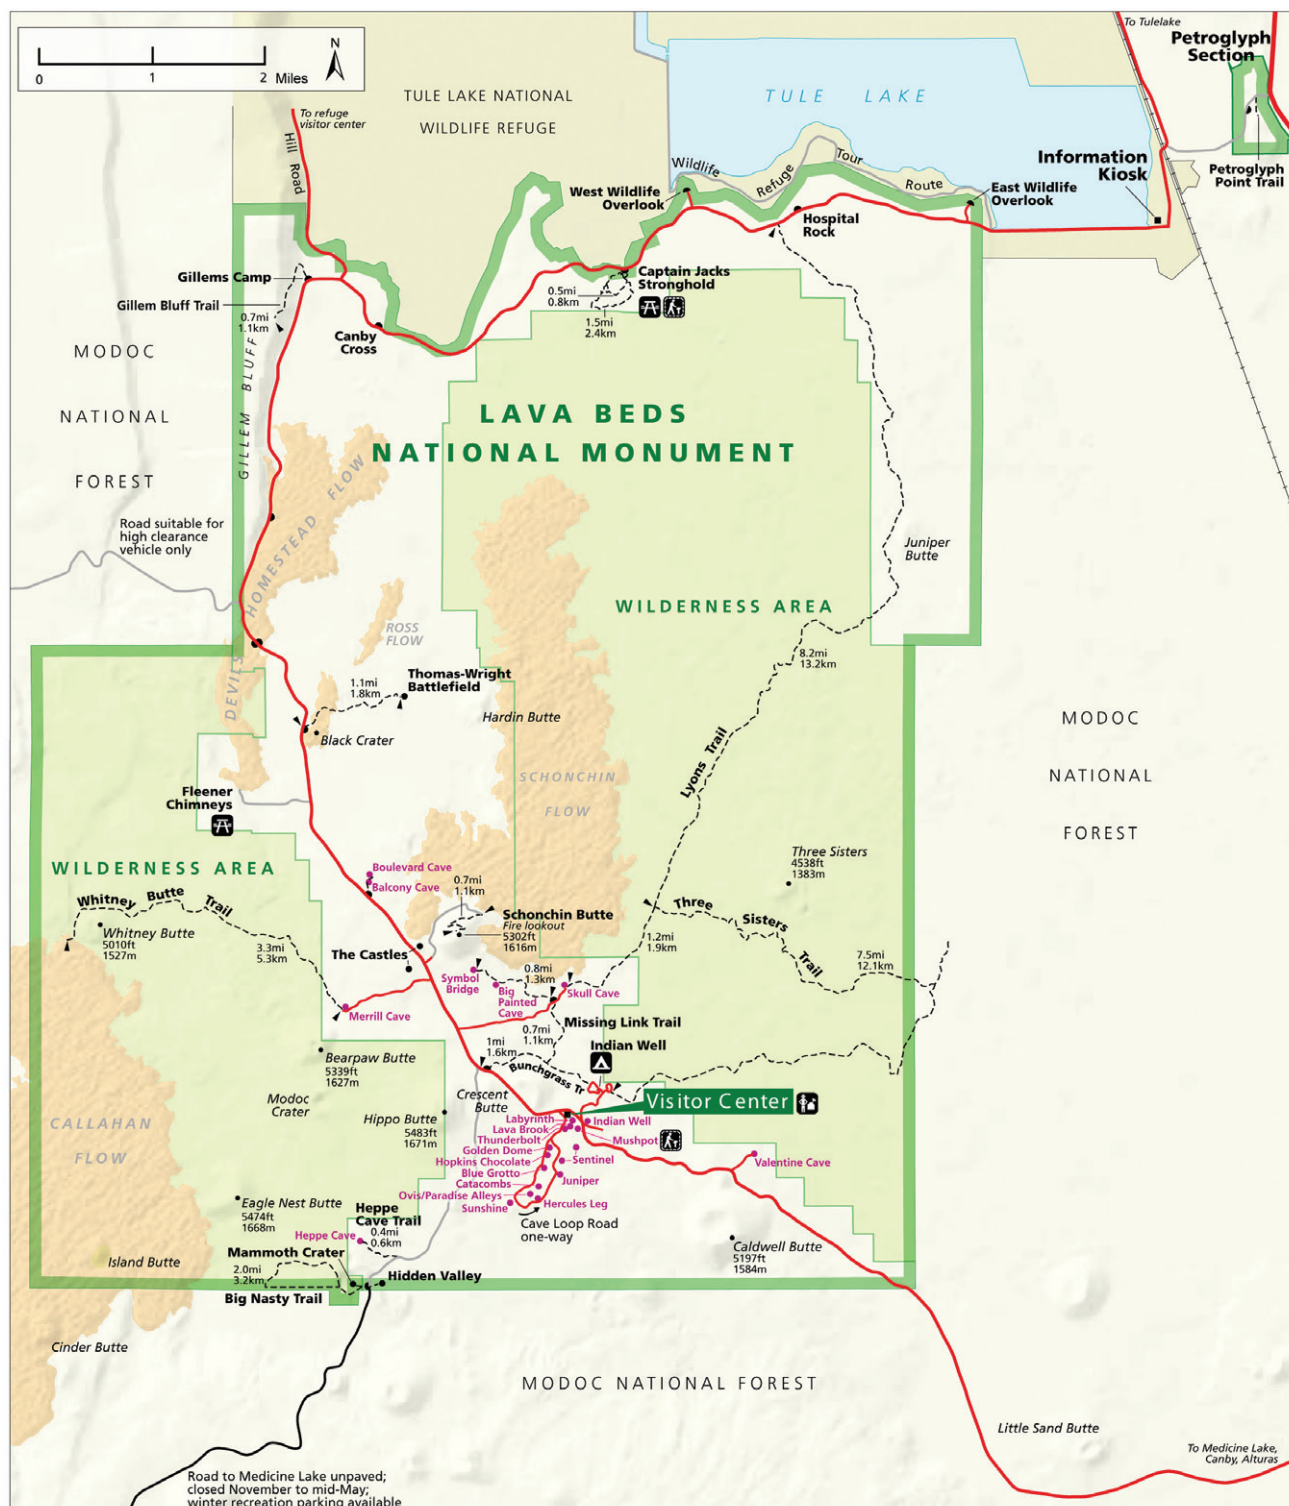 To Tulelake
Petroglyph
Section
0
1
2 Miles
N
TULE LAKE NATIONAL
WILDLIFE REFUGE
TULE LAKE
To refuge
visitor center
Hill Road
Wildlife
Refuge
Tour
Route
Information
Kiosk
Petroglyph
Point Trail
West Wildlife
Overlook
East Wildlife
Overlook
Hospital
Rock
Gillems Camp
Captain Jacks
Stronghold
Gillem Bluff Trail
0.7mi
1.1km
0.5mi
0.8km
1.5mi
2.4km
Canby
Cross
GILLEM BLUFF
MODOC
NATIONAL
FOREST
LAVA BEDS
NATIONAL MONUMENT
Road suitable for
high clearance
vehicle only
DEVILS HOMESTEAD FLOW
Juniper
Butte
WILDERNESS AREA
ROSS
FLOW
8.2mi
13.2km
Thomas-Wright
Battlefield
1.1mi
1.8km
Hardin Butte
Black Crater
Lyons Trail
MODOC
NATIONAL
FOREST
SCHONCHIN
FLOW
Fleener
Chimneys
WILDERNESS AREA
Three Sisters
4538ft
1383m
Boulevard Cave
Balcony Cave
0.7mi
1.1km
Whitney Butte Trail
Schonchin Butte
Fire lookout
5302ft
1616m
Three Sisters Trail
Whitney Butte
5010ft
1527m
3.3mi
5.3km
The Castles
1.2mi
1.9km
7.5mi
12.1km
0.8mi
1.3km
Symbol
Bridge
Big
Painted
Cave
Skull Cave
Merrill Cave
Missing Link Trail
0.7mi
1.1km
1mi
1.6km
Indian Well
Bunchgrass Tr
Bearpaw Butte
5339ft
1627m
Modoc
Crater
Crescent
Butte
Visitor Center
Hippo Butte
5483ft
1671m
CALLAHAN
FLOW
Labyrinth
Lava Brook
Thunderbolt
Golden Dome
Hopkins Chocolate
Blue Grotto
Catacombs
Ovis/Paradise Alleys
Sunshine
Indian Well
Mushpot
Sentinel
Juniper
Hercules Leg
Valentine Cave
Cave Loop Road
one-way
Eagle Nest Butte
5474ft
1668m
Heppe
Cave Trail
0.4mi
0.6km
Heppe Cave
Caldwell Butte
5197ft
1584m
Island Butte
Mammoth Crater
2.0mi
3.2km
Hidden Valley
Big Nasty Trail
Cinder Butte
MODOC NATIONAL FOREST
Little Sand Butte
To Medicine Lake,
Canby, Alturas
Road to Medicine Lake unpaved;
closed November to mid-May;
winter recreation parking available